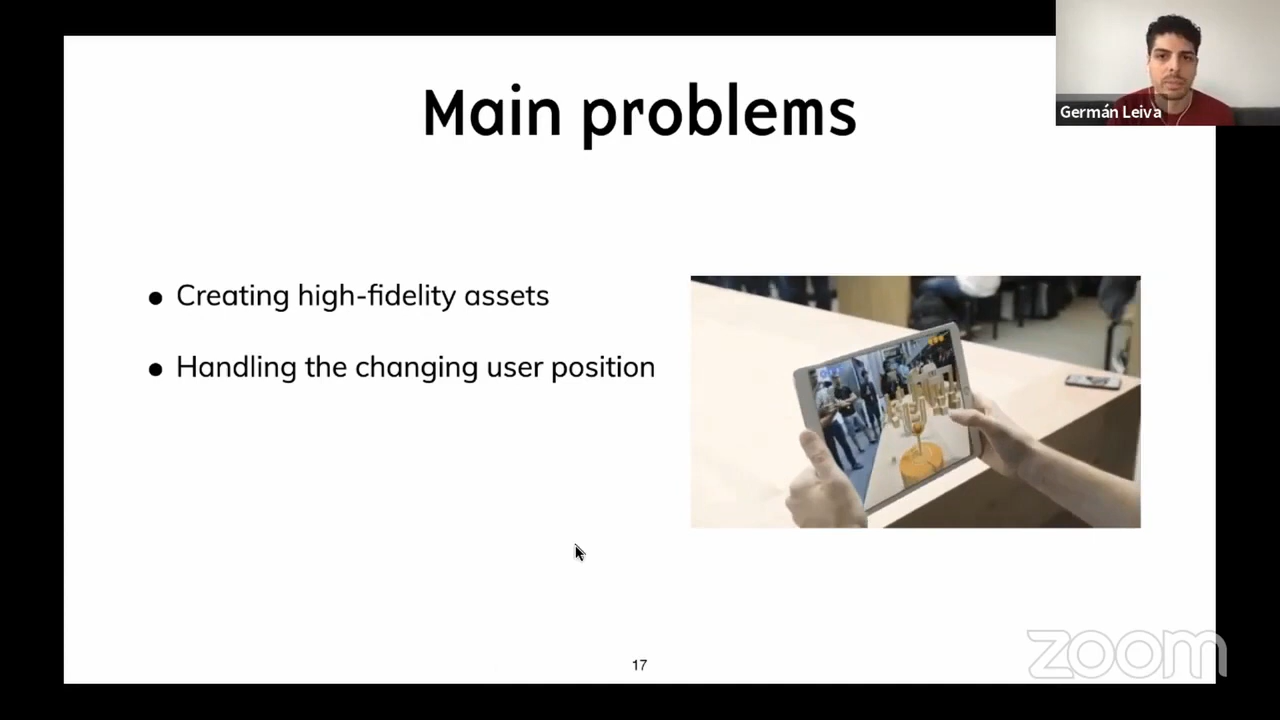 Main problems
Germán Leiva
● Creating high-fidelity assets
● Handling the changing user position
17
zoom